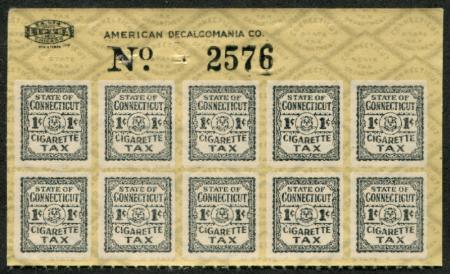 AMERICAN DECALCOMANIA CO.
No. - 2576
STATE OF CONNECTICUT
1¢ 1¢
CIGARETTE TAX
STATE OF CONNECTICUT
1¢ 1¢
CIGARETTE TAX
STATE OF CONNECTICUT
1¢ 1¢
CIGARETTE TAX
STATE OF CONNECTICUT
1¢ 1¢
CIGARETTE TAX
STATE OF CONNECTICUT
1¢ 1¢
CIGARETTE TAX
STATE OF CONNECTICUT
1¢ 1¢
CIGARETTE TAX
STATE OF CONNECTICUT
1¢ 1¢
CIGARETTE TAX
STATE OF CONNECTICUT
1¢ 1¢
CIGARETTE TAX
STATE OF CONNECTICUT
1¢ 1¢
CIGARETTE TAX
STATE OF CONNECTICUT
1¢ 1¢
CIGARETTE TAX